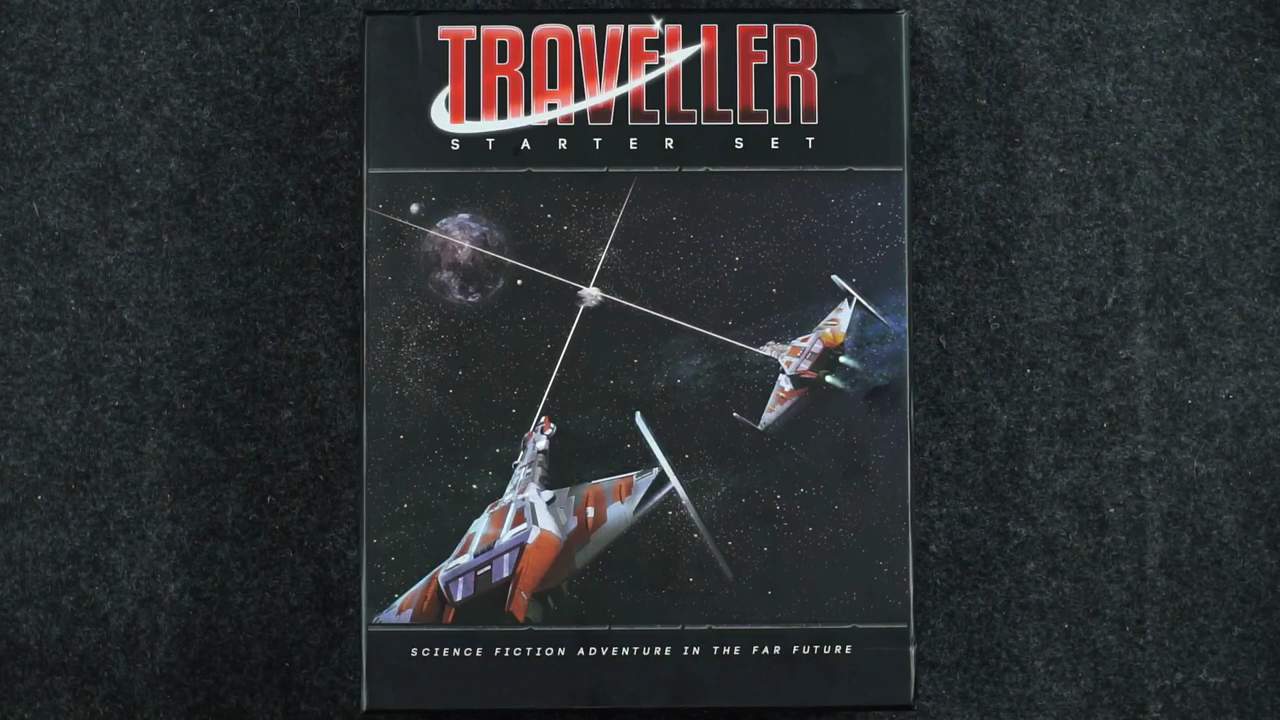 TRAVELLER
STARTER SET
SCIENCE FICTION ADVENTURE IN THE FAR FUTURE